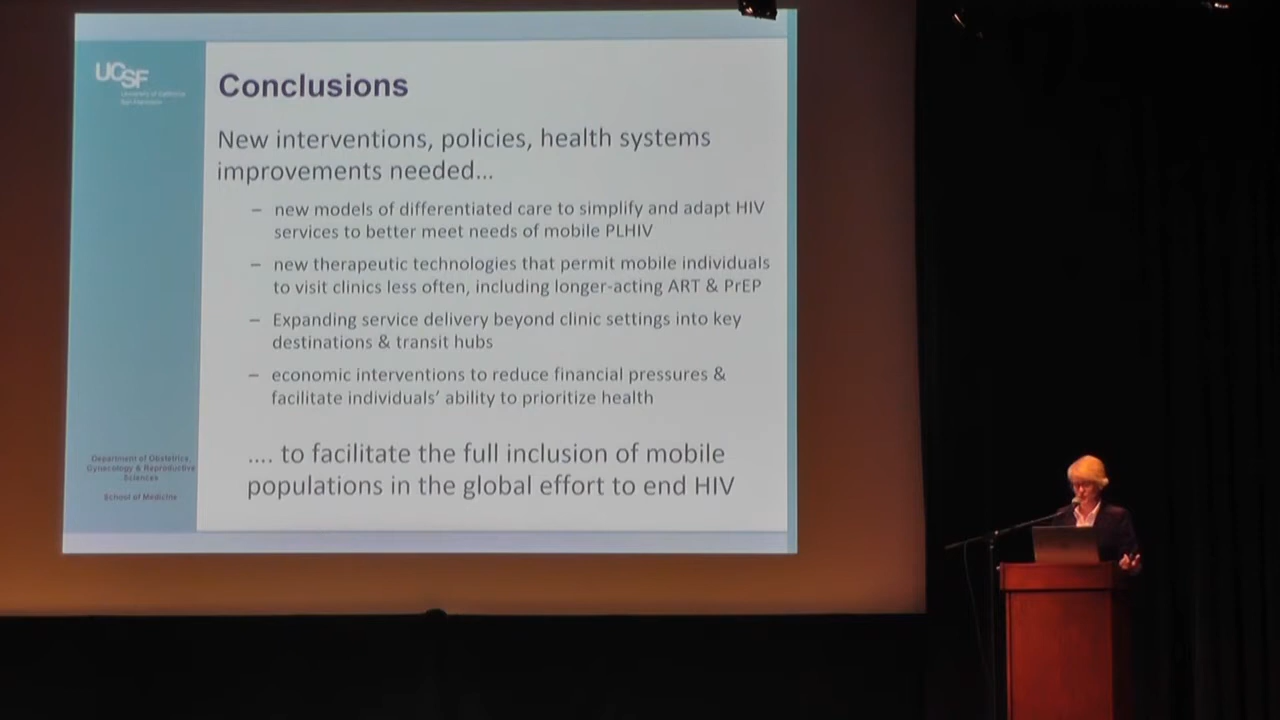 UCSF
University of California
San Francisco
Conclusions
New interventions, policies, health systems
improvements needed...
– new models of differentiated care to simplify and adapt HIV
services to better meet needs of mobile PLHIV
– new therapeutic technologies that permit mobile individuals
to visit clinics less often, including longer-acting ART & PrEP
– Expanding service delivery beyond clinic settings into key
destinations & transit hubs
– economic interventions to reduce financial pressures &
facilitate individuals’ ability to prioritize health
.... to facilitate the full inclusion of mobile
populations in the global effort to end HIV
Department of Obstetrics,
Gynecology & Reproductive
Sciences
School of Medicine